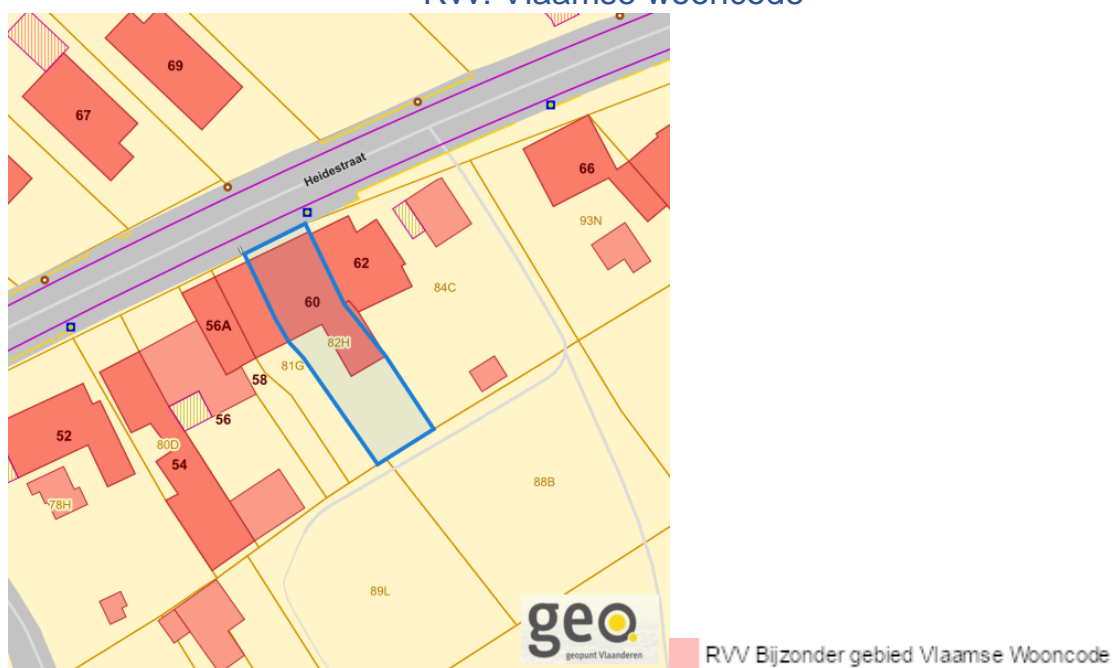 RVV: Vlaamse wooncode
69
67
Heidestraat
66
93N
62
84C
60
56A
82H
81G
58
56
52
80D
54
88B
78H
89L
geo
geopunt Vlaanderen
RVV Bijzonder gebied Vlaamse Wooncode